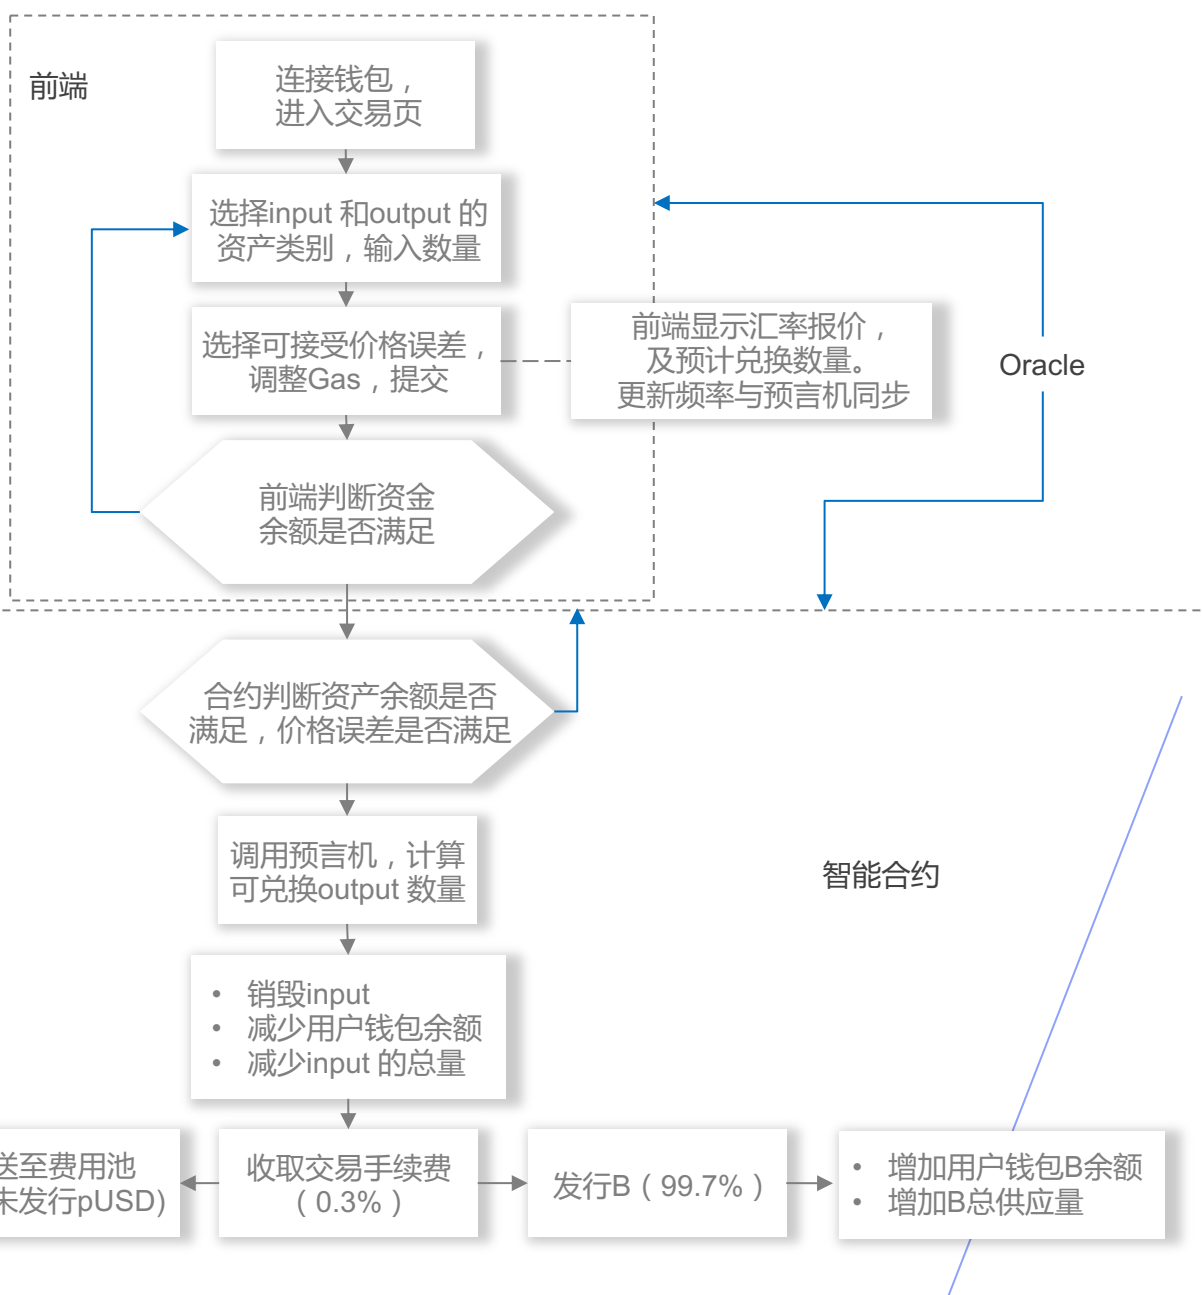 前端
连接钱包，
进入交易页
选择input 和output 的
资产类别，输入数量
选择可接受价格误差，
调整Gas，提交
前端显示汇率报价，
及预计兑换数量。
更新频率与预言机同步
Oracle
前端判断资金
余额是否满足
合约判断资产余额是否
满足，价格误差是否满足
调用预言机，计算
可兑换output 数量
智能合约
• 销毁input
• 减少用户钱包余额
• 减少input 的总量
送至费用池
未发行pUSD)
收取交易手续费
（0.3%）
发行B（99.7%）
• 增加用户钱包B余额
• 增加B总供应量